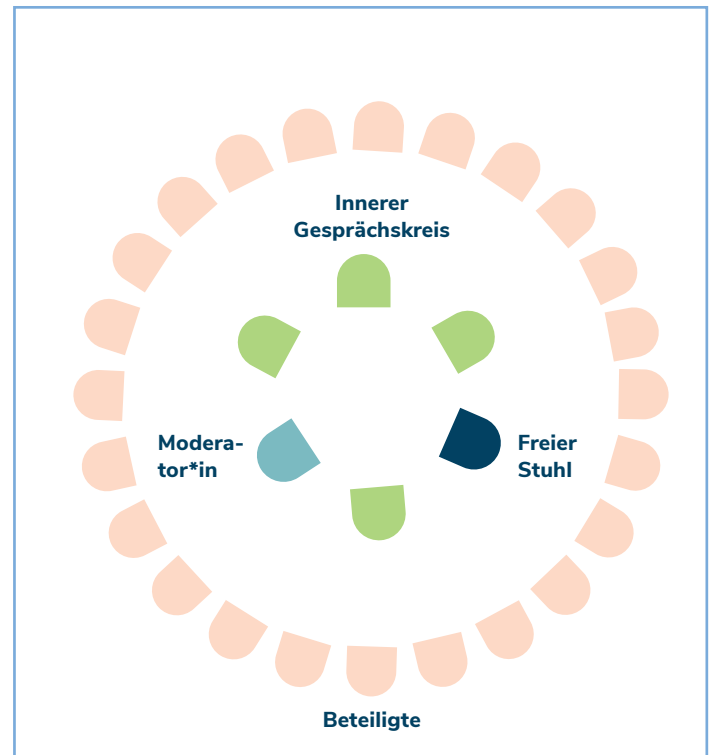 Innerer
Gesprächskreis
Modera-
tor*in
Freier
Stuhl
Beteiligte